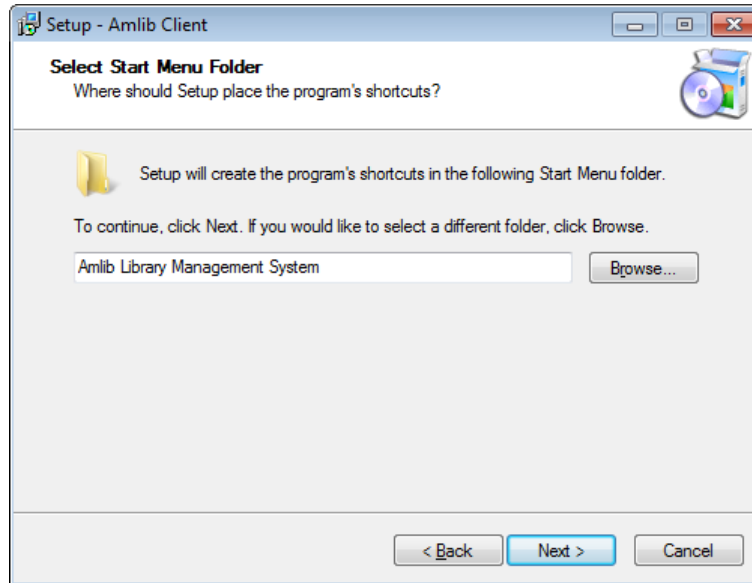 Setup - Amlib Client
Select Start Menu Folder
Where should Setup place the program's shortcuts?
Setup will create the program's shortcuts in the following Start Menu folder.
To continue, click Next. If you would like to select a different folder, click Browse.
Amlib Library Management System
Browse...
< Back
Next >
Cancel